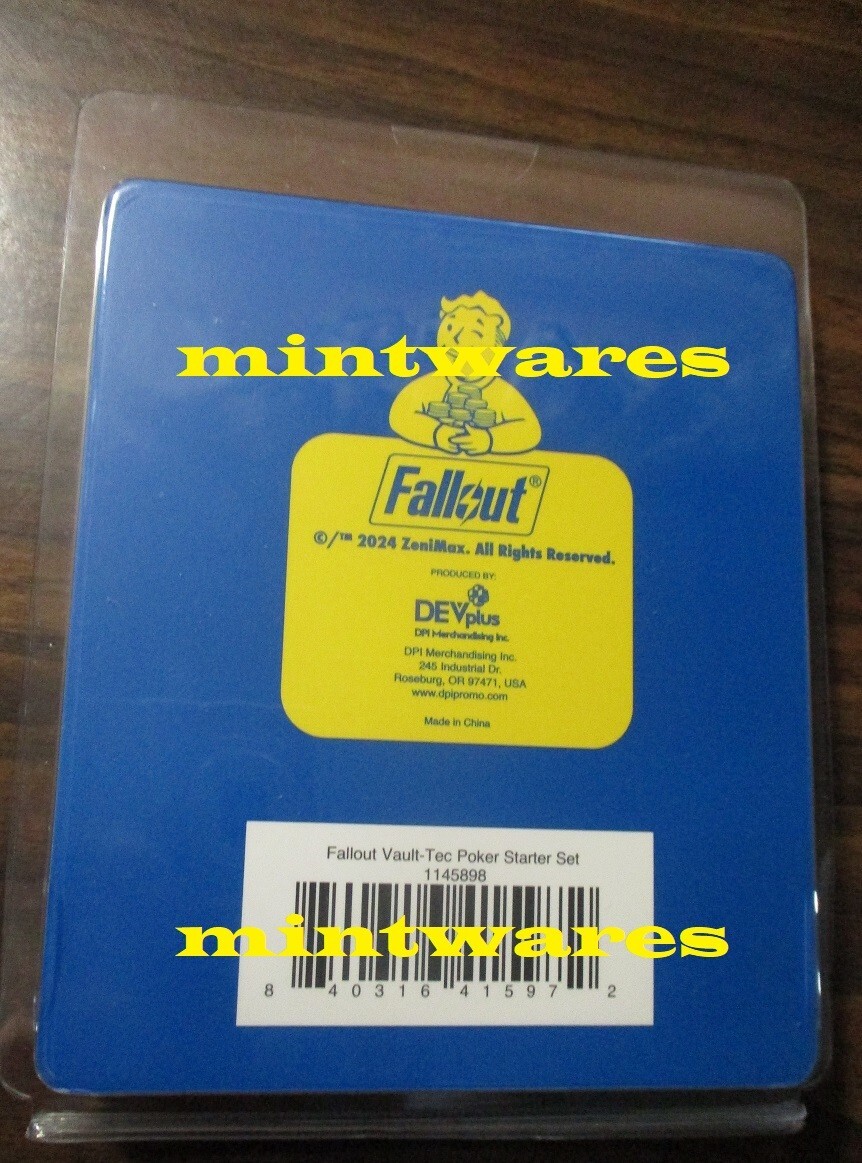 mintwares
Fallout®
©/™ 2024 ZeniMax. All Rights Reserved.
PRODUCED BY:
DEVplus
DPI Merchandising Inc.
DPI Merchandising Inc.
245 Industrial Dr.
Roseburg, OR 97471, USA
www.dpipromo.com
Made in China
Fallout Vault-Tec Poker Starter Set
1145898
mintwares
8 40316 41597 2